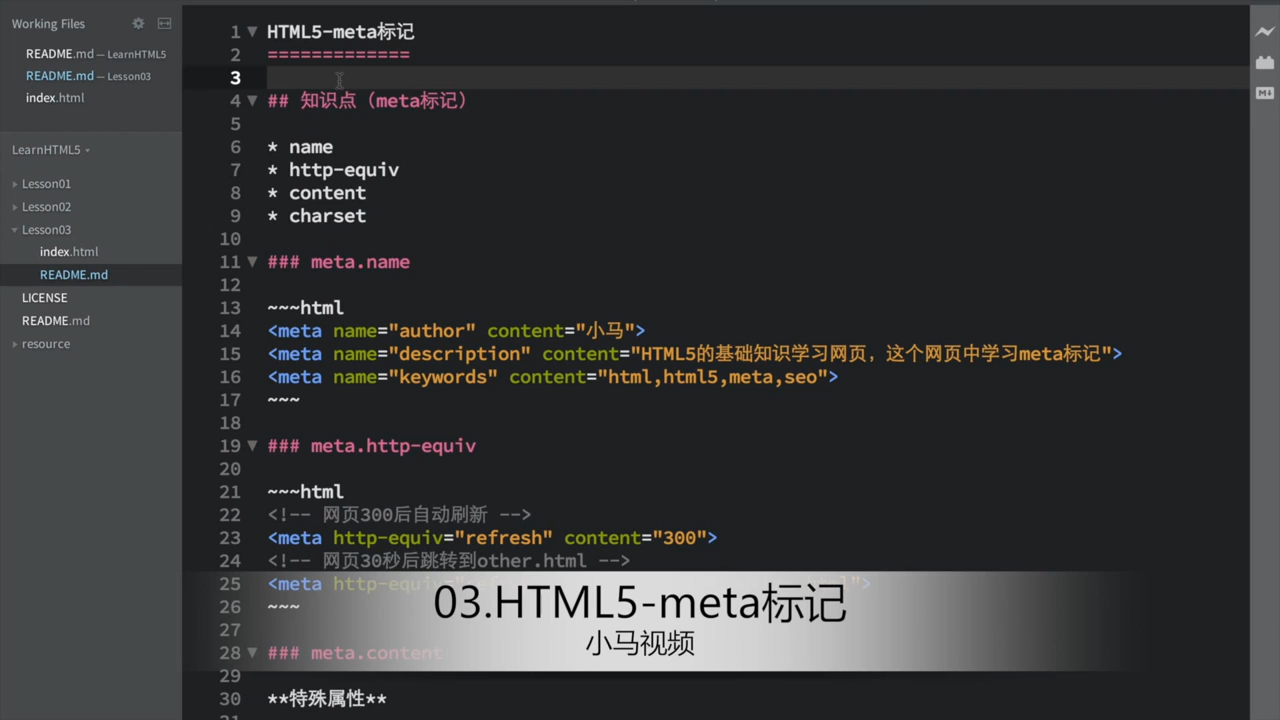 Working Files
README.md — LearnHTML5
README.md — Lesson03
index.html
LearnHTML5
Lesson01
Lesson02
Lesson03
index.html
README.md
LICENSE
README.md
resource
1 HTML5-meta标记
2 =============
3
4 ## 知识点（meta标记）
5
6 * name
7 * http-equiv
8 * content
9 * charset
10
11 ### meta.name
12
13 ~~~html
14 <meta name="author" content="小马">
15 <meta name="description" content="HTML5的基础知识学习网页，这个网页中学习meta标记">
16 <meta name="keywords" content="html,html5,meta,seo">
17 ~~~
18
19 ### meta.http-equiv
20
21 ~~~html
22 <!-- 网页300后自动刷新 -->
23 <meta http-equiv="refresh" content="300">
24 <!-- 网页30秒后跳转到other.html -->
25 <meta http-equiv
26 ~~~
27
28 ### meta.content
29
30 **特殊属性**
03.HTML5-meta标记
小马视频
M↓